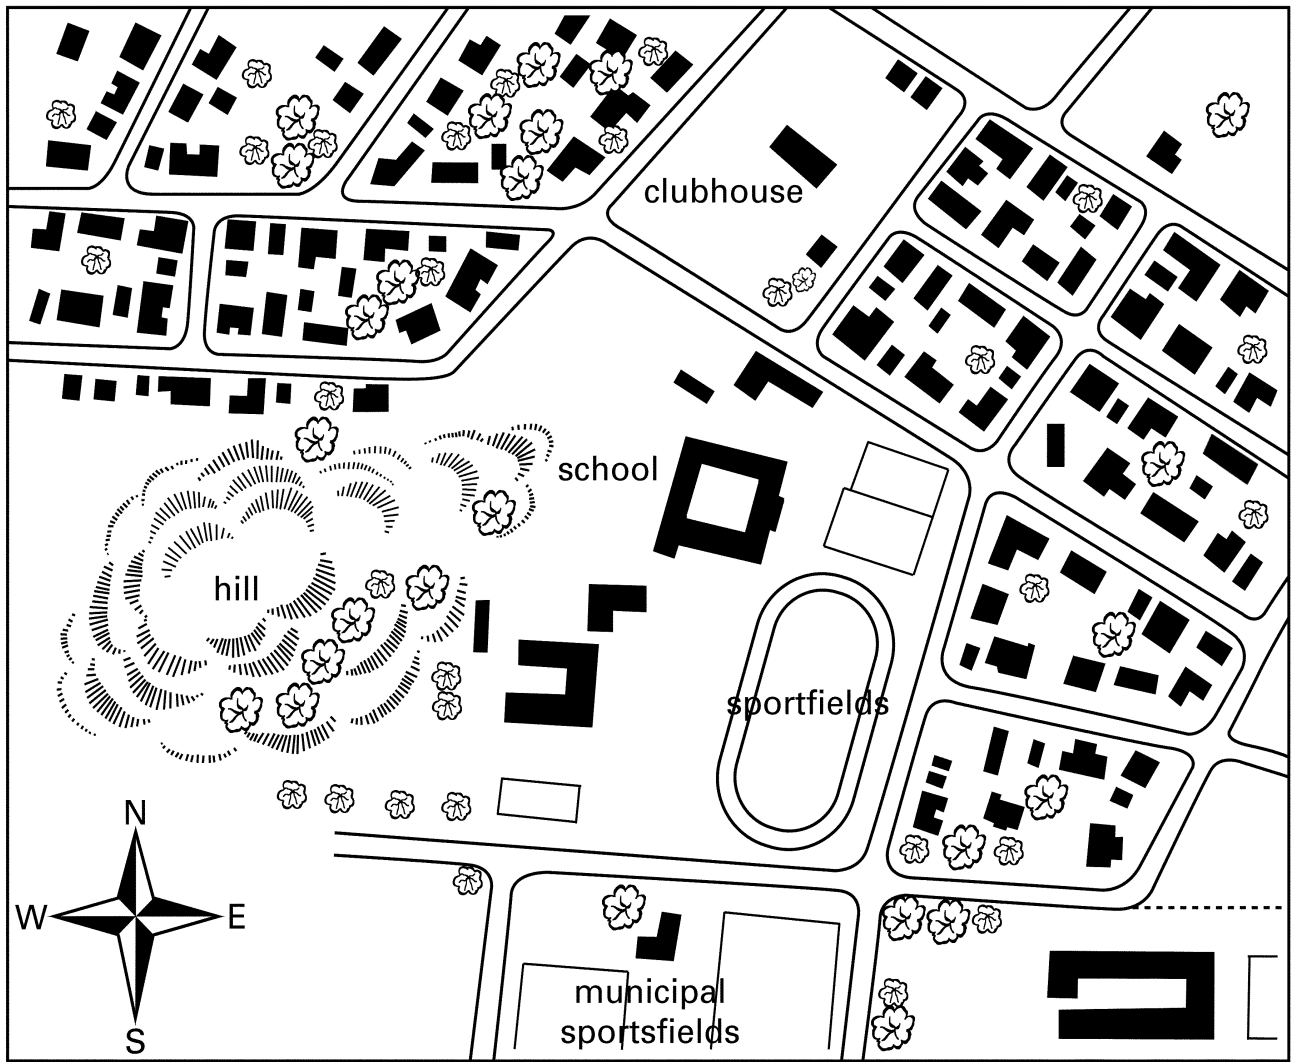 clubhouse
school
hill
sportfields
N
W
E
S
municipal
sportsfields